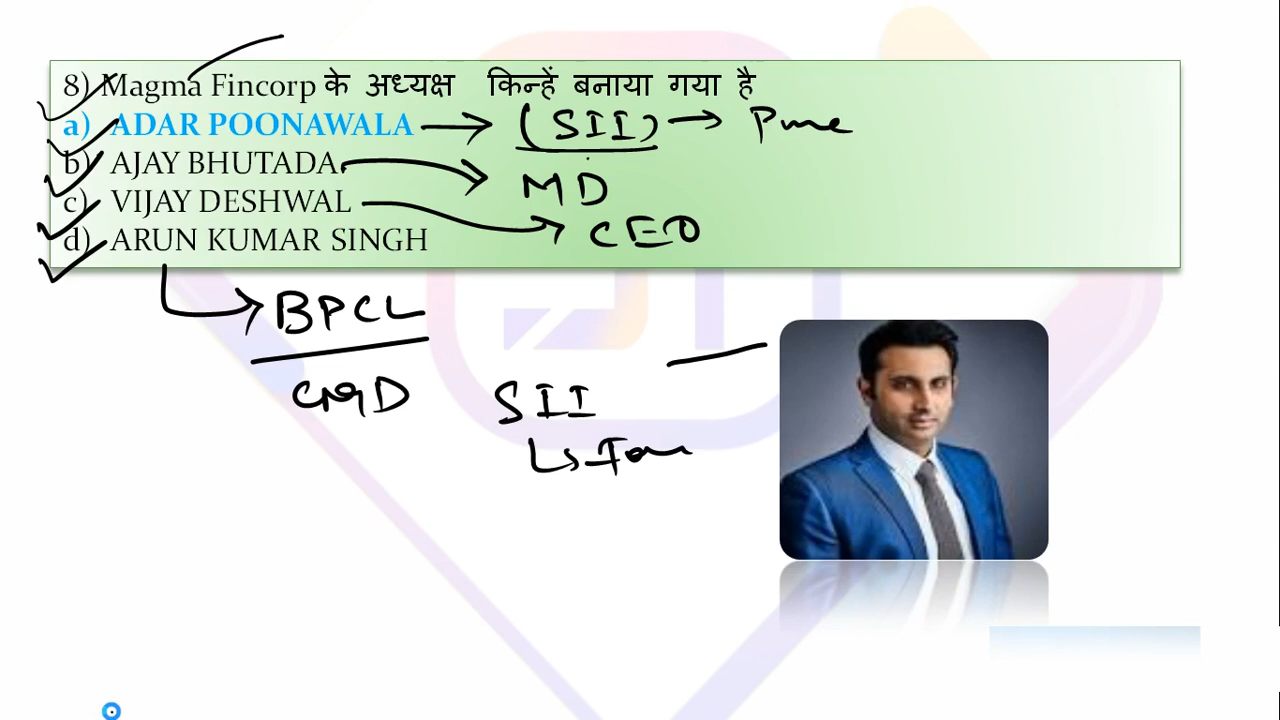 8) Magma Fincorp के अध्यक्ष किन्हें बनाया गया है
a) ADAR POONAWALA → (SII) → Pune
b) AJAY BHUTADA. → MD
c) VIJAY DESHWAL → CEO
d) ARUN KUMAR SINGH
BPCL
CMD
SII